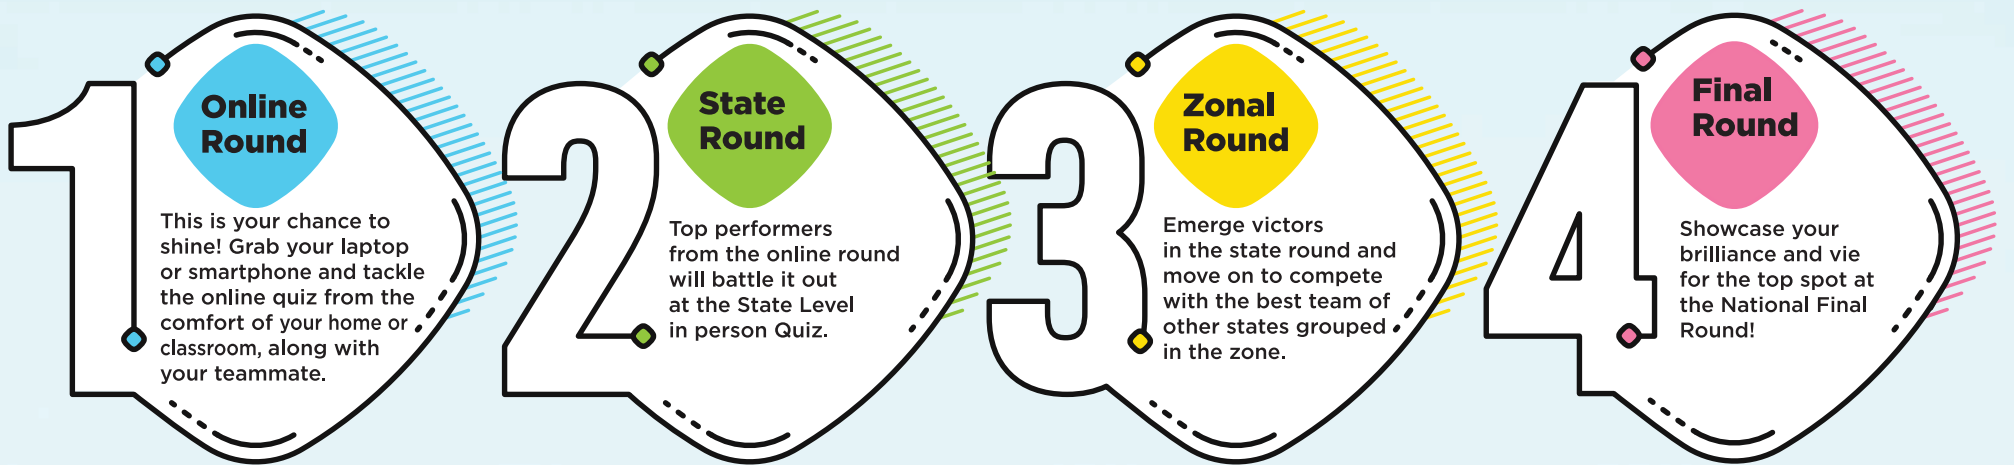 1
Online
Round
This is your chance to
shine! Grab your laptop
or smartphone and tackle
the online quiz from the
comfort of your home or
classroom, along with
your teammate.
2
State
Round
Top performers
from the online round
will battle it out
at the State Level
in person Quiz.
3
Zonal
Round
Emerge victors
in the state round and
move on to compete
with the best team of
other states grouped
in the zone.
4
Final
Round
Showcase your
brilliance and vie
for the top spot at
the National Final
Round!